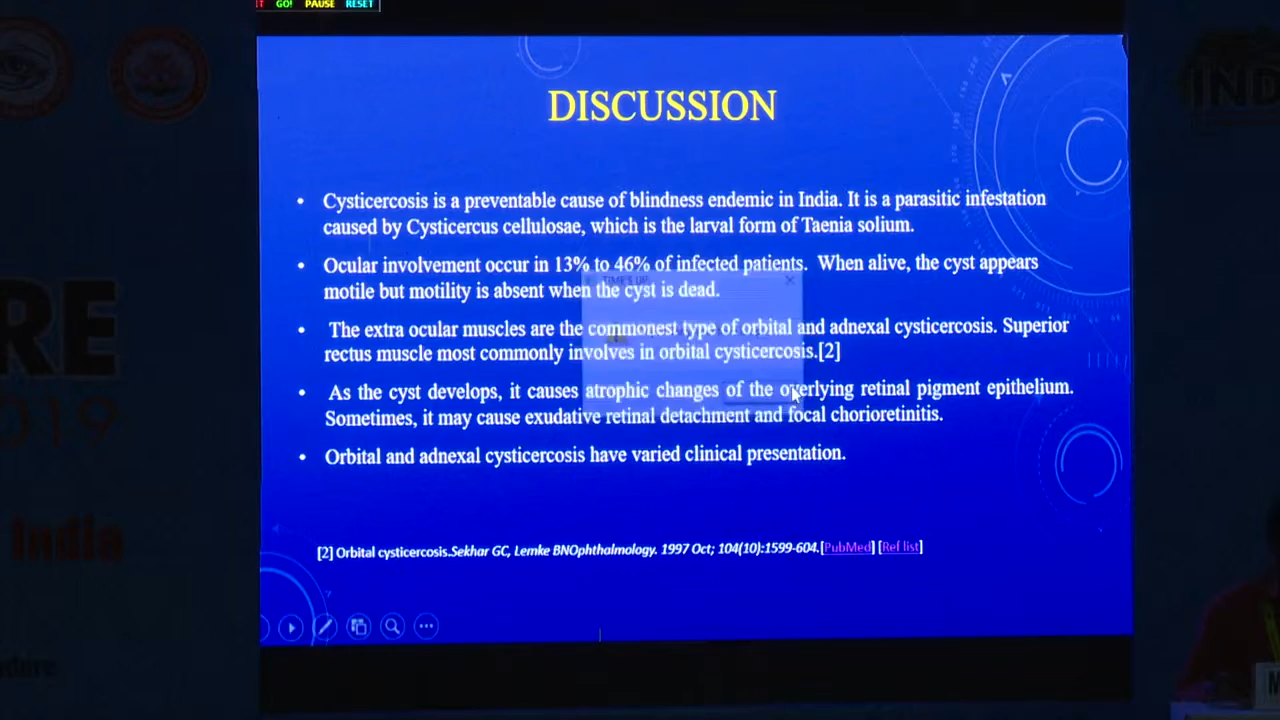 GO! PAUSE RESET
DISCUSSION
• Cysticercosis is a preventable cause of blindness endemic in India. It is a parasitic infestation
caused by Cysticercus cellulosae, which is the larval form of Taenia solium.
• Ocular involvement occur in 13% to 46% of infected patients. When alive, the cyst appears
motile but motility is absent when the cyst is dead.
• The extra ocular muscles are the commonest type of orbital and adnexal cysticercosis. Superior
rectus muscle most commonly involves in orbital cysticercosis.[2]
• As the cyst develops, it causes atrophic changes of the overlying retinal pigment epithelium.
Sometimes, it may cause exudative retinal detachment and focal chorioretinitis.
• Orbital and adnexal cysticercosis have varied clinical presentation.
[2] Orbital cysticercosis.Sekhar GC, Lemke BNOphthalmology. 1997 Oct; 104(10):1599-604.[PubMed] [Ref list]
IND
RE
2019
India